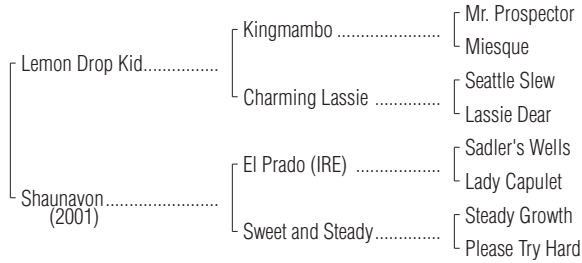 Mr. Prospector
Kingmambo ....................
Miesque
Lemon Drop Kid...............
Seattle Slew
Charming Lassie .............
Lassie Dear
Sadler's Wells
El Prado (IRE) .................
Lady Capulet
Shaunavon.......................
(2001)
Steady Growth
Sweet and Steady.............
Please Try Hard